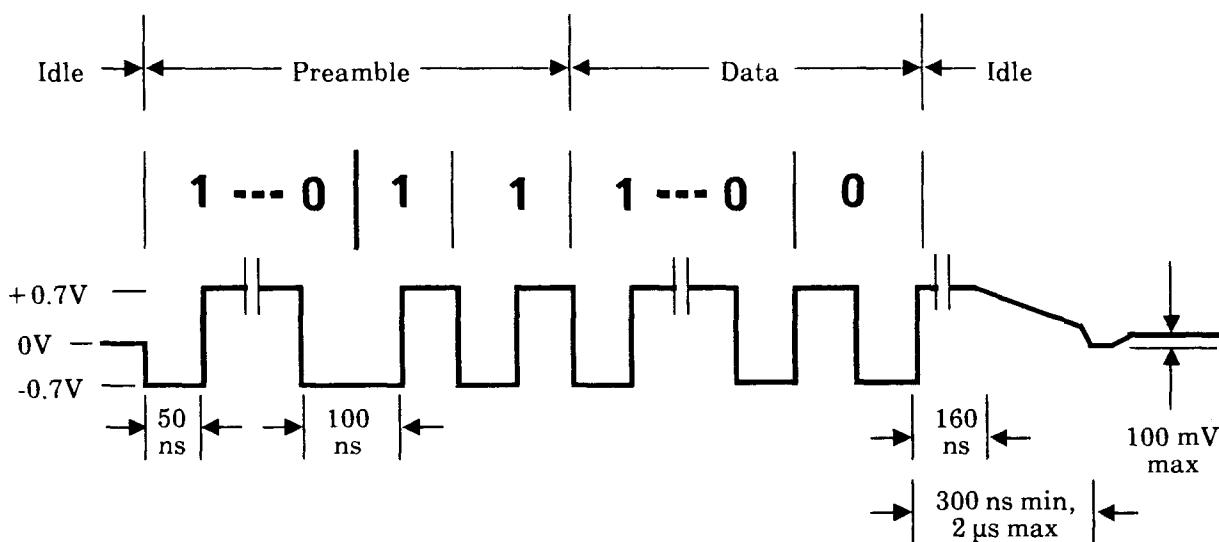 Idle Preamble Data Idle
1 --- 0 1 1 1 --- 0 0
+0.7V
0V
-0.7V
50 ns
100 ns
160 ns
100 mV max
300 ns min, 2 µs max